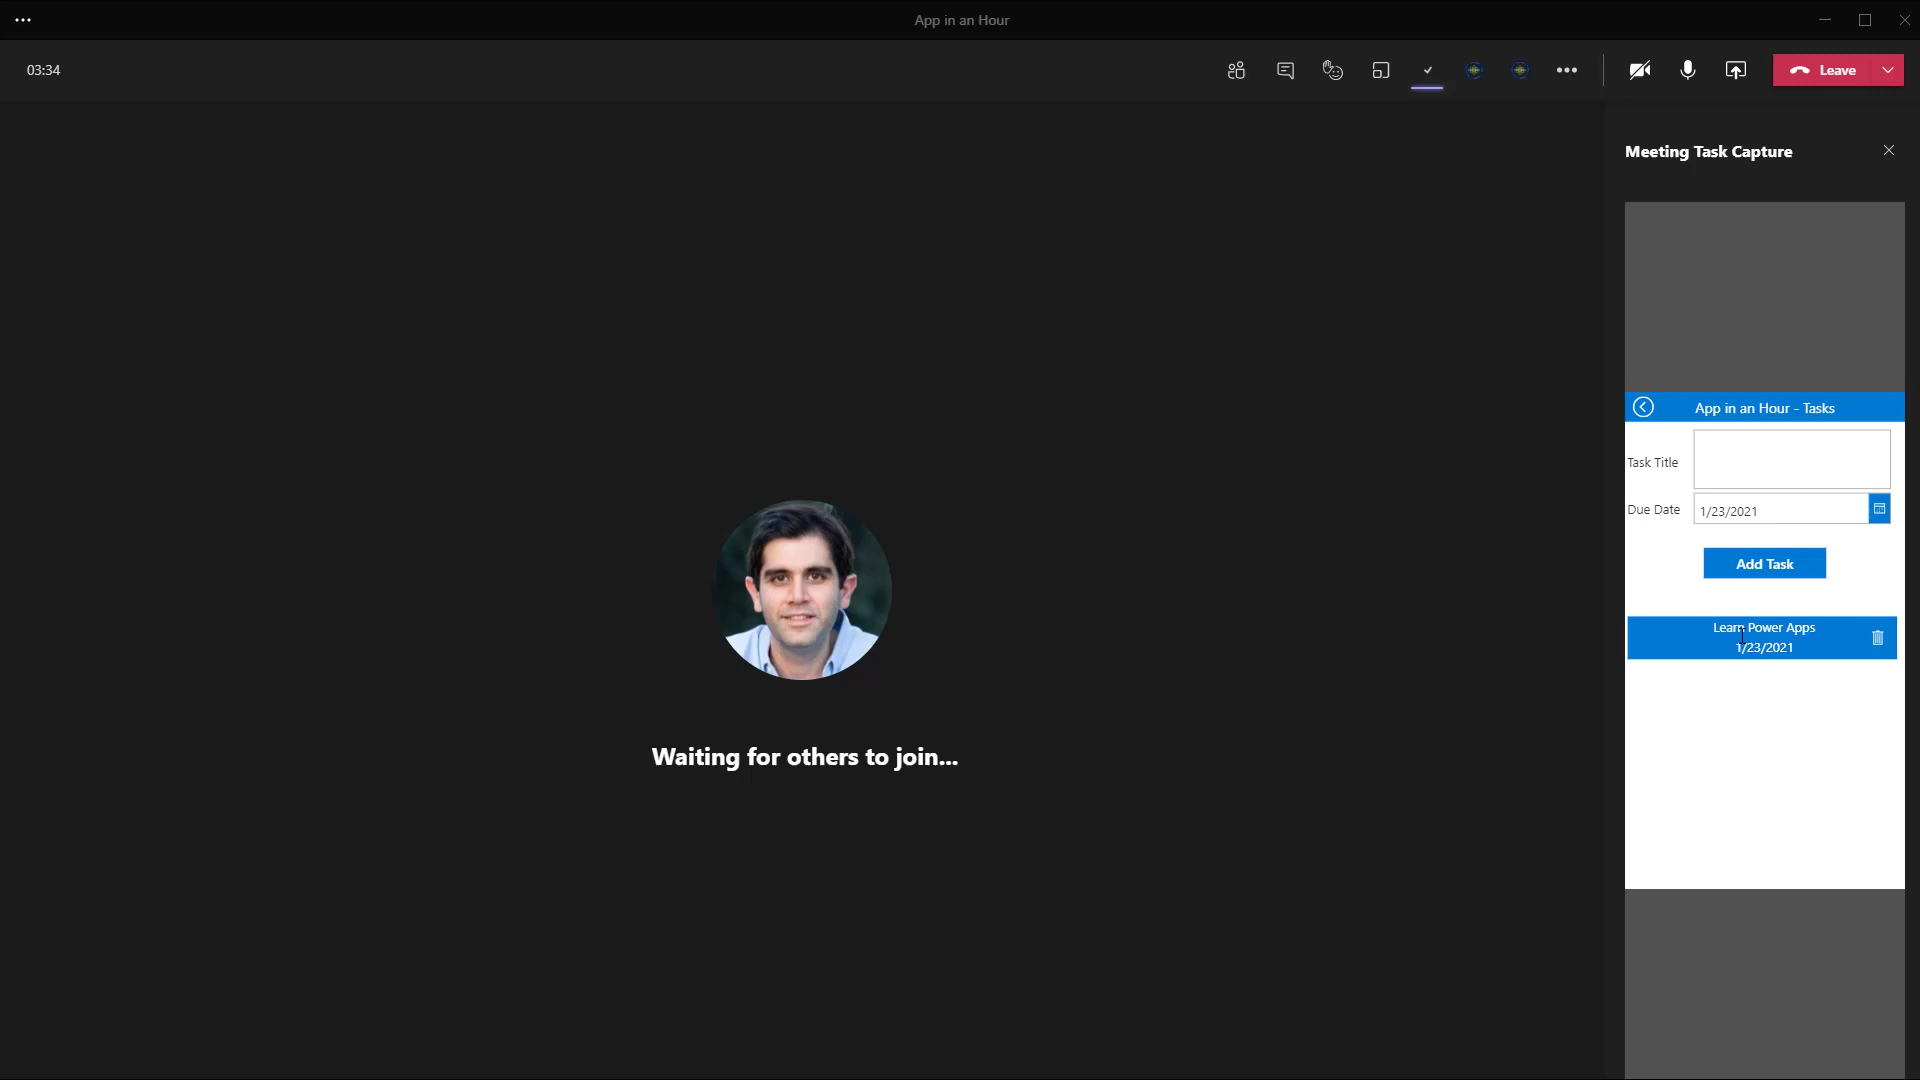 App in an Hour
03:34
Leave
Meeting Task Capture
App in an Hour - Tasks
Task Title
Due Date
1/23/2021
Add Task
Learn Power Apps
1/23/2021
Waiting for others to join...